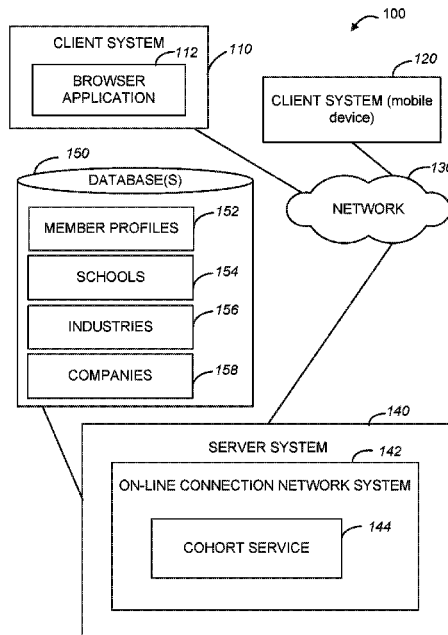 100
CLIENT SYSTEM
112
110
BROWSER
APPLICATION
120
CLIENT SYSTEM (mobile
device)
150
DATABASE(S)
130
NETWORK
MEMBER PROFILES
152
SCHOOLS
154
INDUSTRIES
156
COMPANIES
158
140
SERVER SYSTEM
142
ON-LINE CONNECTION NETWORK SYSTEM
144
COHORT SERVICE